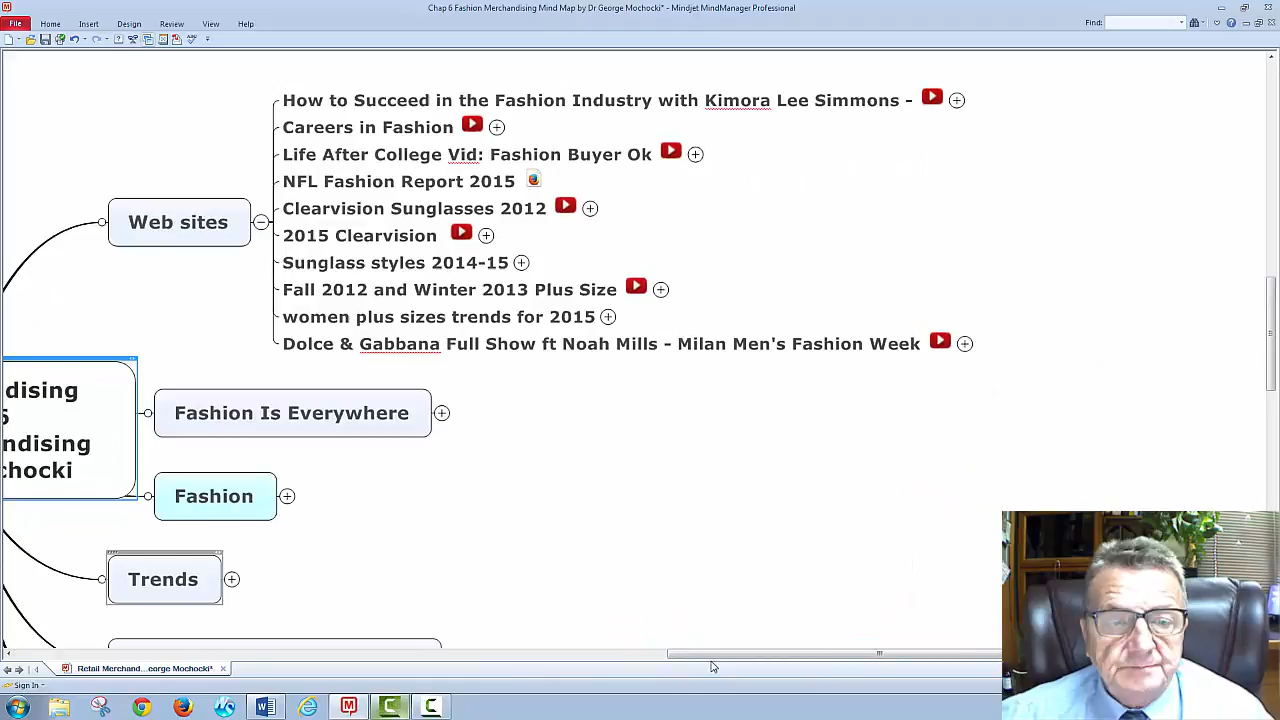 Chap 6 Fashion Merchandising Mind Map by Dr George Mochocki* - Mindjet MindManager Professional
File Home Insert Design Review View Help Find:
How to Succeed in the Fashion Industry with Kimora Lee Simmons -
Careers in Fashion
Life After College Vid: Fashion Buyer Ok
NFL Fashion Report 2015
Clearvision Sunglasses 2012
Web sites
2015 Clearvision
Sunglass styles 2014-15
Fall 2012 and Winter 2013 Plus Size
women plus sizes trends for 2015
Dolce & Gabbana Full Show ft Noah Mills - Milan Men's Fashion Week
dising
6
ndising
chocki
Fashion Is Everywhere
Fashion
Trends
Retail Merchand...eorge Mochocki*
Sign In